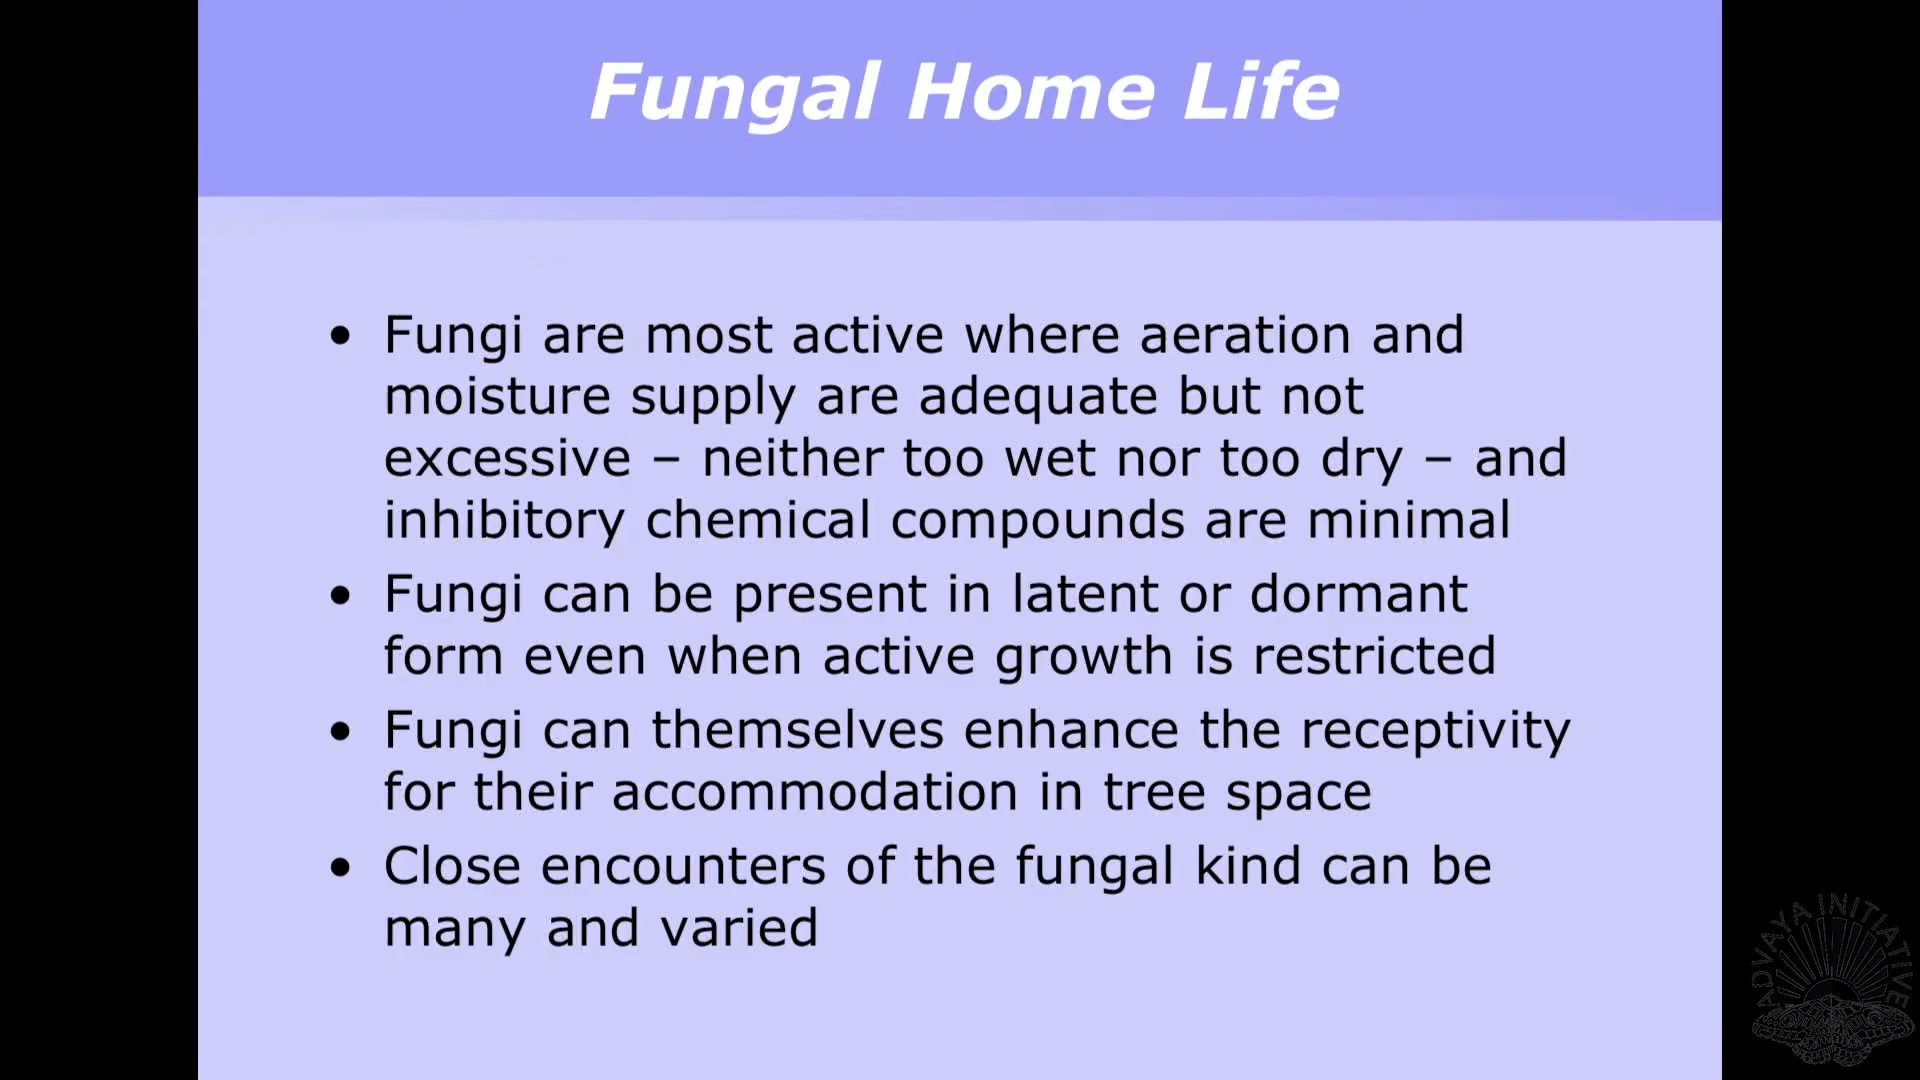 Fungal Home Life
• Fungi are most active where aeration and
moisture supply are adequate but not
excessive – neither too wet nor too dry – and
inhibitory chemical compounds are minimal
• Fungi can be present in latent or dormant
form even when active growth is restricted
• Fungi can themselves enhance the receptivity
for their accommodation in tree space
• Close encounters of the fungal kind can be
many and varied
ADVAYA INITIATIVE